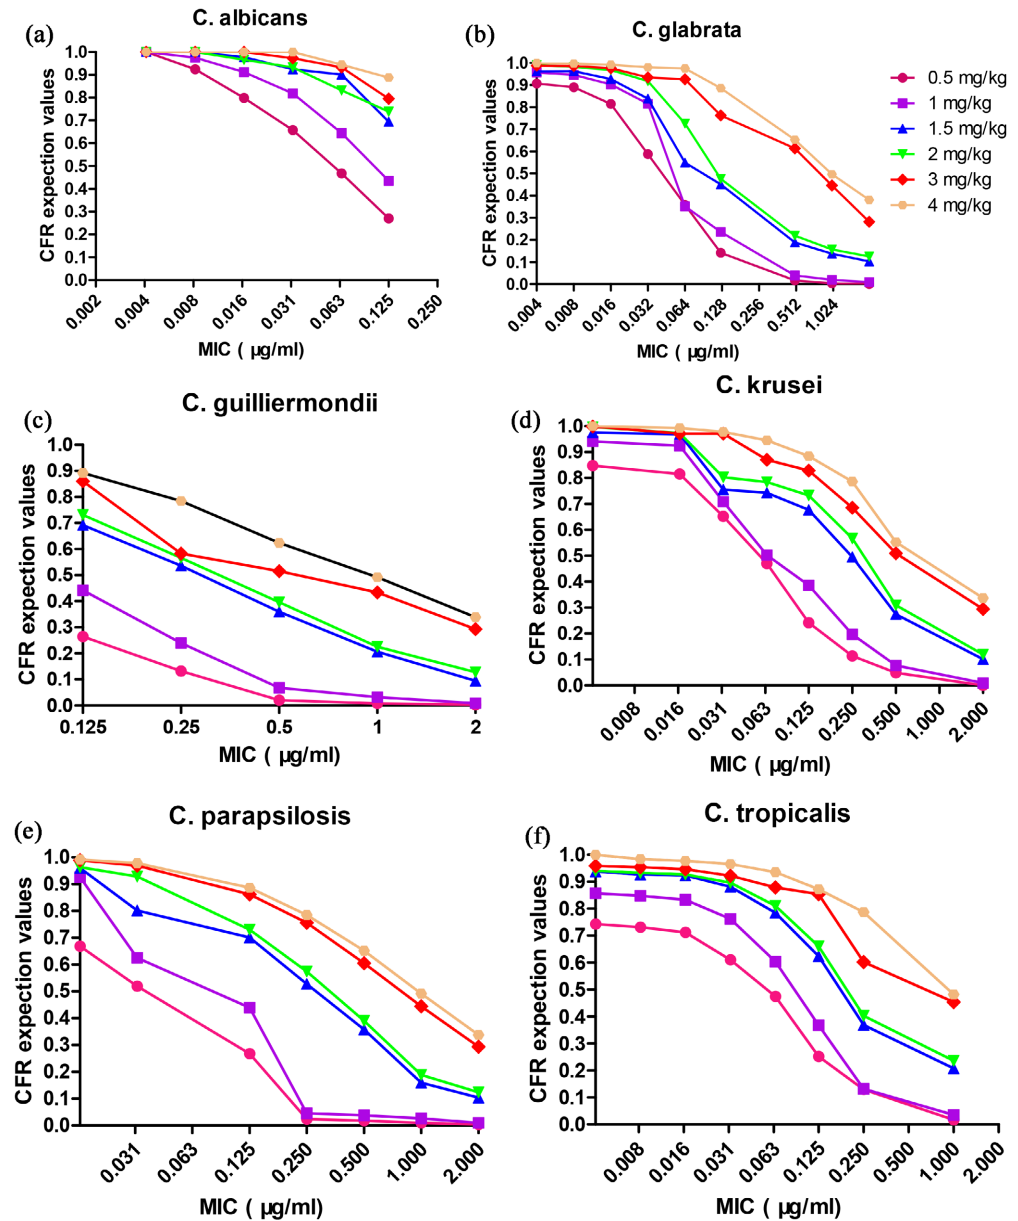 (a)
C. albicans
CFR expection values
1.0
0.9
0.8
0.7
0.6
0.5
0.4
0.3
0.2
0.1
0.0
0.002 0.004 0.008 0.016 0.031 0.063 0.125 0.250
MIC ( µg/ml)
(b)
C. glabrata
CFR expection values
1.0
0.9
0.8
0.7
0.6
0.5
0.4
0.3
0.2
0.1
0.0
0.004 0.008 0.016 0.032 0.064 0.128 0.256 0.512 1.024
MIC ( µg/ml)
0.5 mg/kg
1 mg/kg
1.5 mg/kg
2 mg/kg
3 mg/kg
4 mg/kg
(c)
C. guilliermondii
CFR expection values
1.0
0.9
0.8
0.7
0.6
0.5
0.4
0.3
0.2
0.1
0.0
0.125 0.25 0.5 1 2
MIC ( µg/ml)
(d)
C. krusei
CFR expection values
1.0
0.9
0.8
0.7
0.6
0.5
0.4
0.3
0.2
0.1
0.0
0.008 0.016 0.031 0.063 0.125 0.250 0.500 1.000 2.000
MIC ( µg/ml)
(e)
C. parapsilosis
CFR expection values
1.0
0.9
0.8
0.7
0.6
0.5
0.4
0.3
0.2
0.1
0.0
0.031 0.063 0.125 0.250 0.500 1.000 2.000
MIC ( µg/ml)
(f)
C. tropicalis
CFR expection values
1.0
0.9
0.8
0.7
0.6
0.5
0.4
0.3
0.2
0.1
0.0
0.008 0.016 0.031 0.063 0.125 0.250 0.500 1.000 2.000
MIC ( µg/ml)